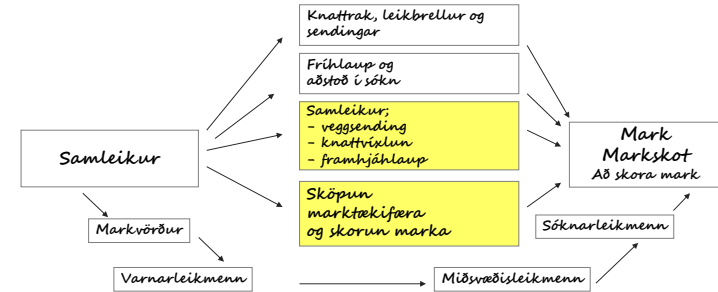 Knattrak, leikbrellur og
sendingar
Fríhlaup og
aðstoð í sókn
Samleikur;
- veggsending
- knattvíxlun
- framhjáhlaup
Samleikur
Mark
Markskot
Að skora mark
Sköpun
marktækifæra
og skorun marka
Markvörður
Sóknarleikmenn
Varnarleikmenn
Miðsvæðisleikmenn